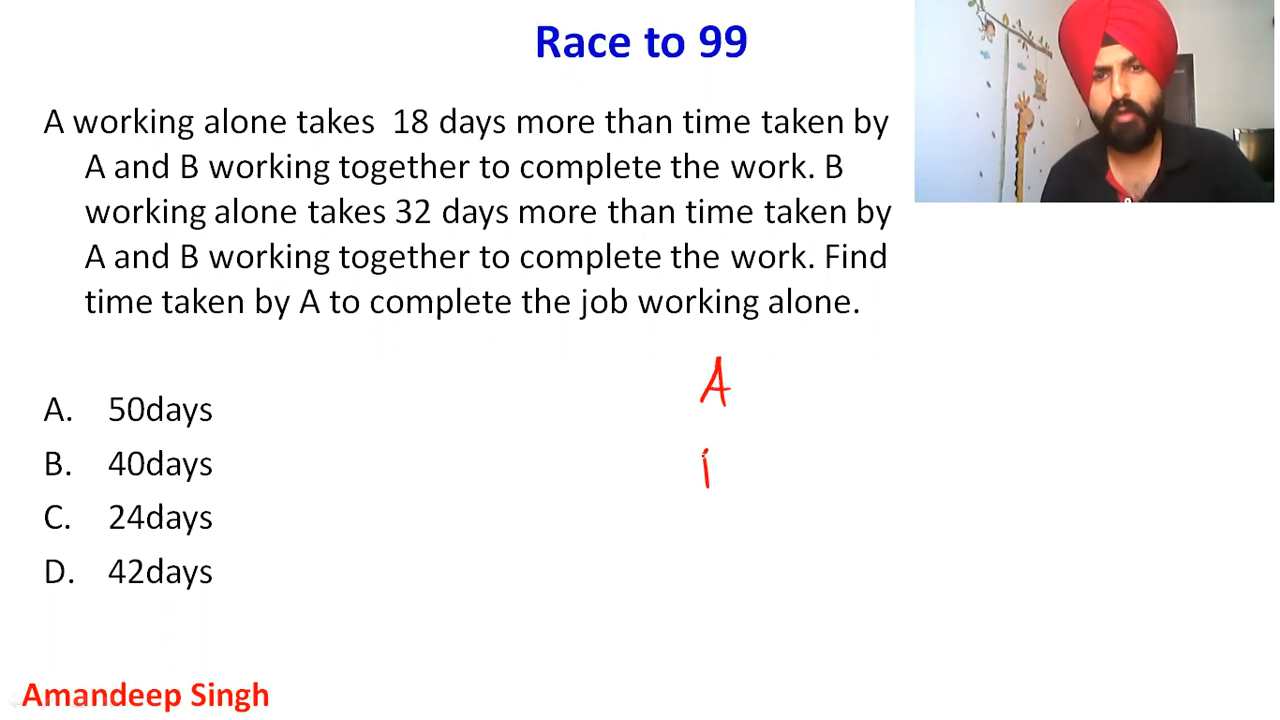 Race to 99
A working alone takes 18 days more than time taken by
A and B working together to complete the work. B
working alone takes 32 days more than time taken by
A and B working together to complete the work. Find
time taken by A to complete the job working alone.
A
A. 50days
B. 40days
C. 24days
D. 42days
Amandeep Singh